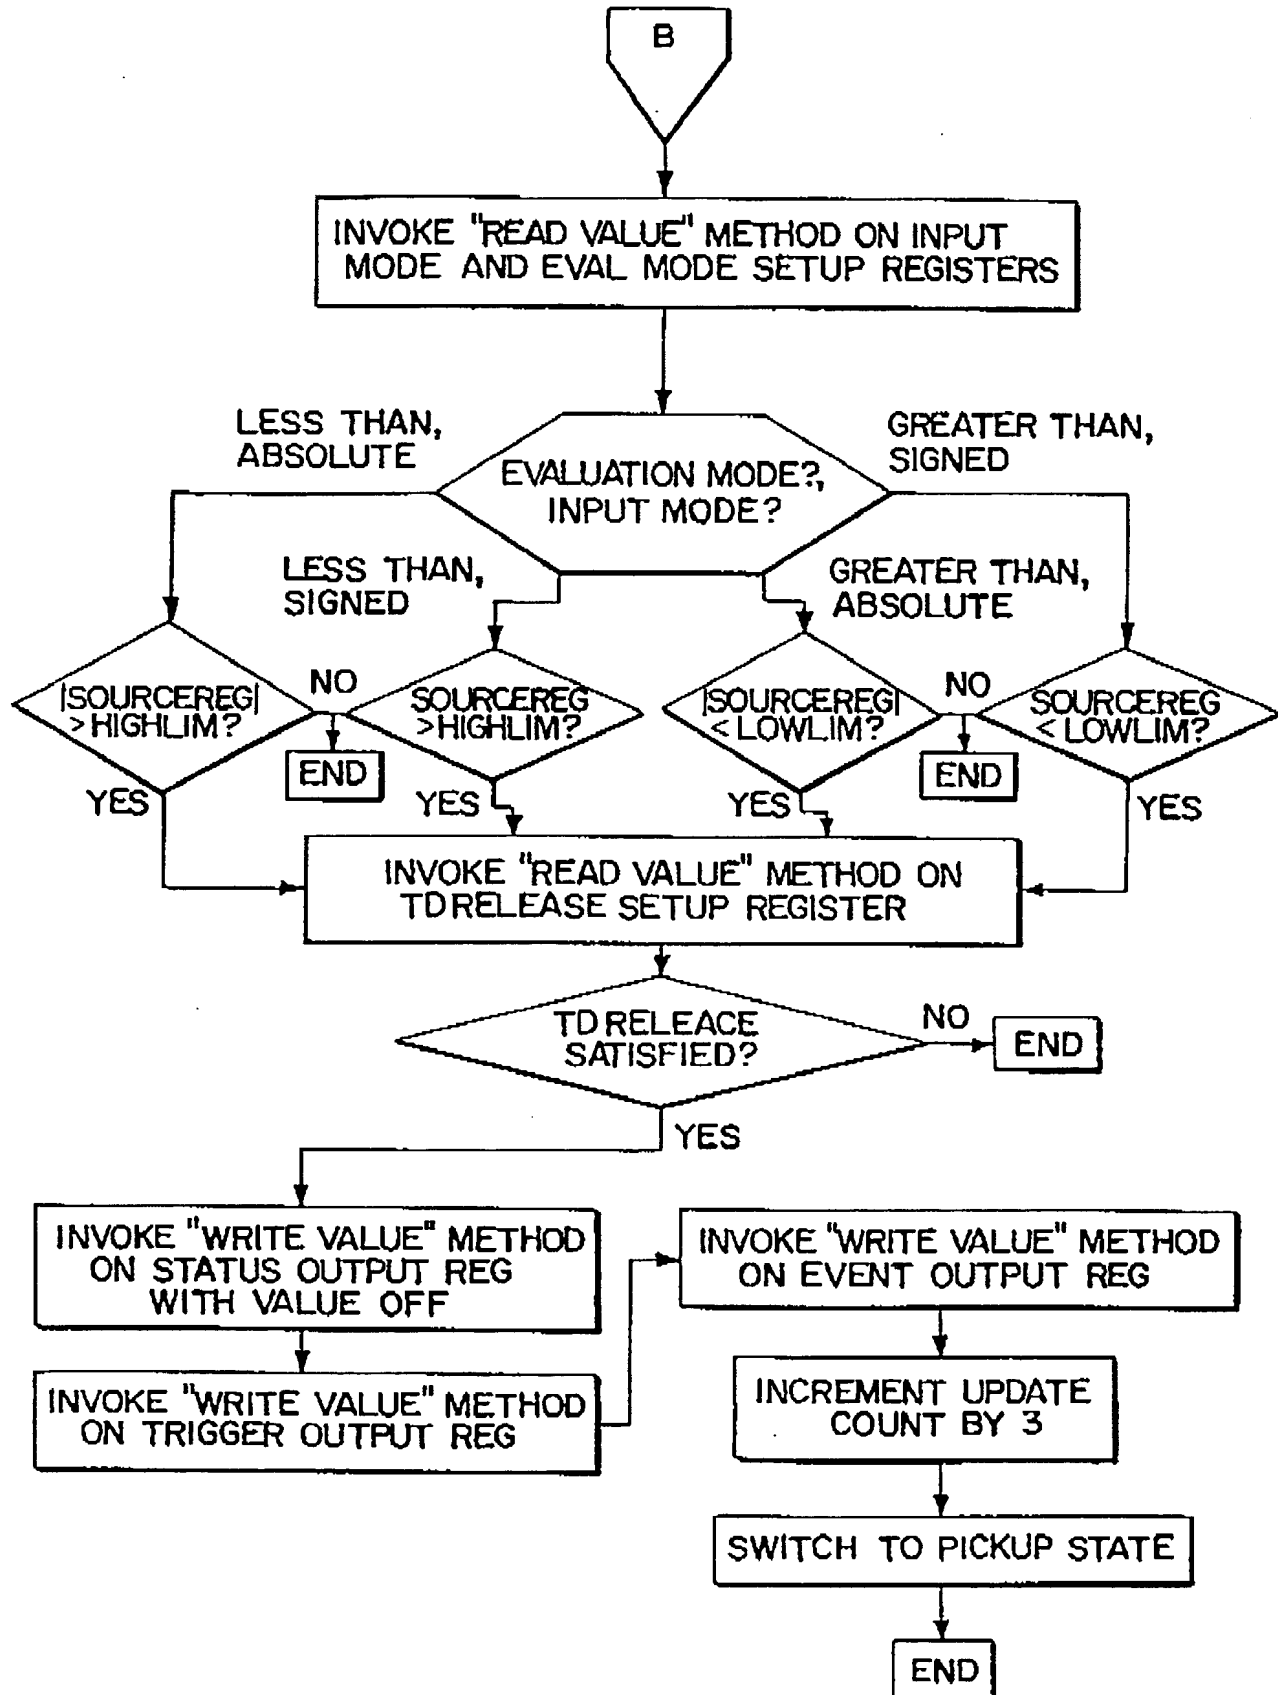 B
INVOKE "READ VALUE" METHOD ON INPUT
MODE AND EVAL MODE SETUP REGISTERS
LESS THAN,
ABSOLUTE
GREATER THAN,
SIGNED
EVALUATION MODE?,
INPUT MODE?
LESS THAN,
SIGNED
GREATER THAN,
ABSOLUTE
|SOURCEREG|
>HIGHLIM?
NO
SOURCEREG
>HIGHLIM?
|SOURCEREG|
<LOWLIM?
NO
SOURCEREG
<LOWLIM?
END
END
YES
YES
YES
YES
INVOKE "READ VALUE" METHOD ON
TDRELEASE SETUP REGISTER
TD RELEACE
SATISFIED?
NO
END
YES
INVOKE "WRITE VALUE" METHOD
ON STATUS OUTPUT REG
WITH VALUE OFF
INVOKE "WRITE VALUE" METHOD
ON TRIGGER OUTPUT REG
INVOKE "WRITE VALUE" METHOD
ON EVENT OUTPUT REG
INCREMENT UPDATE
COUNT BY 3
SWITCH TO PICKUP STATE
END